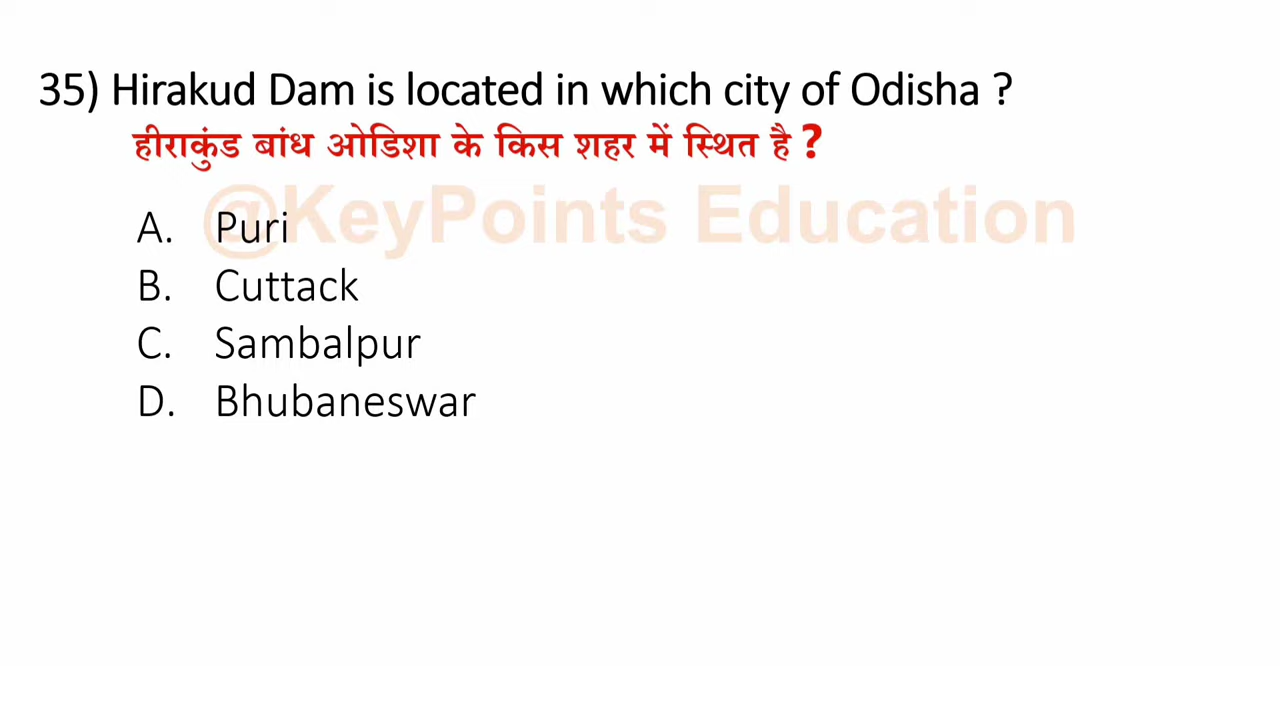 35) Hirakud Dam is located in which city of Odisha ?
हीराकुंड बांध ओडिशा के किस शहर में स्थित है ?
@KeyPoints Education
A. Puri
B. Cuttack
C. Sambalpur
D. Bhubaneswar